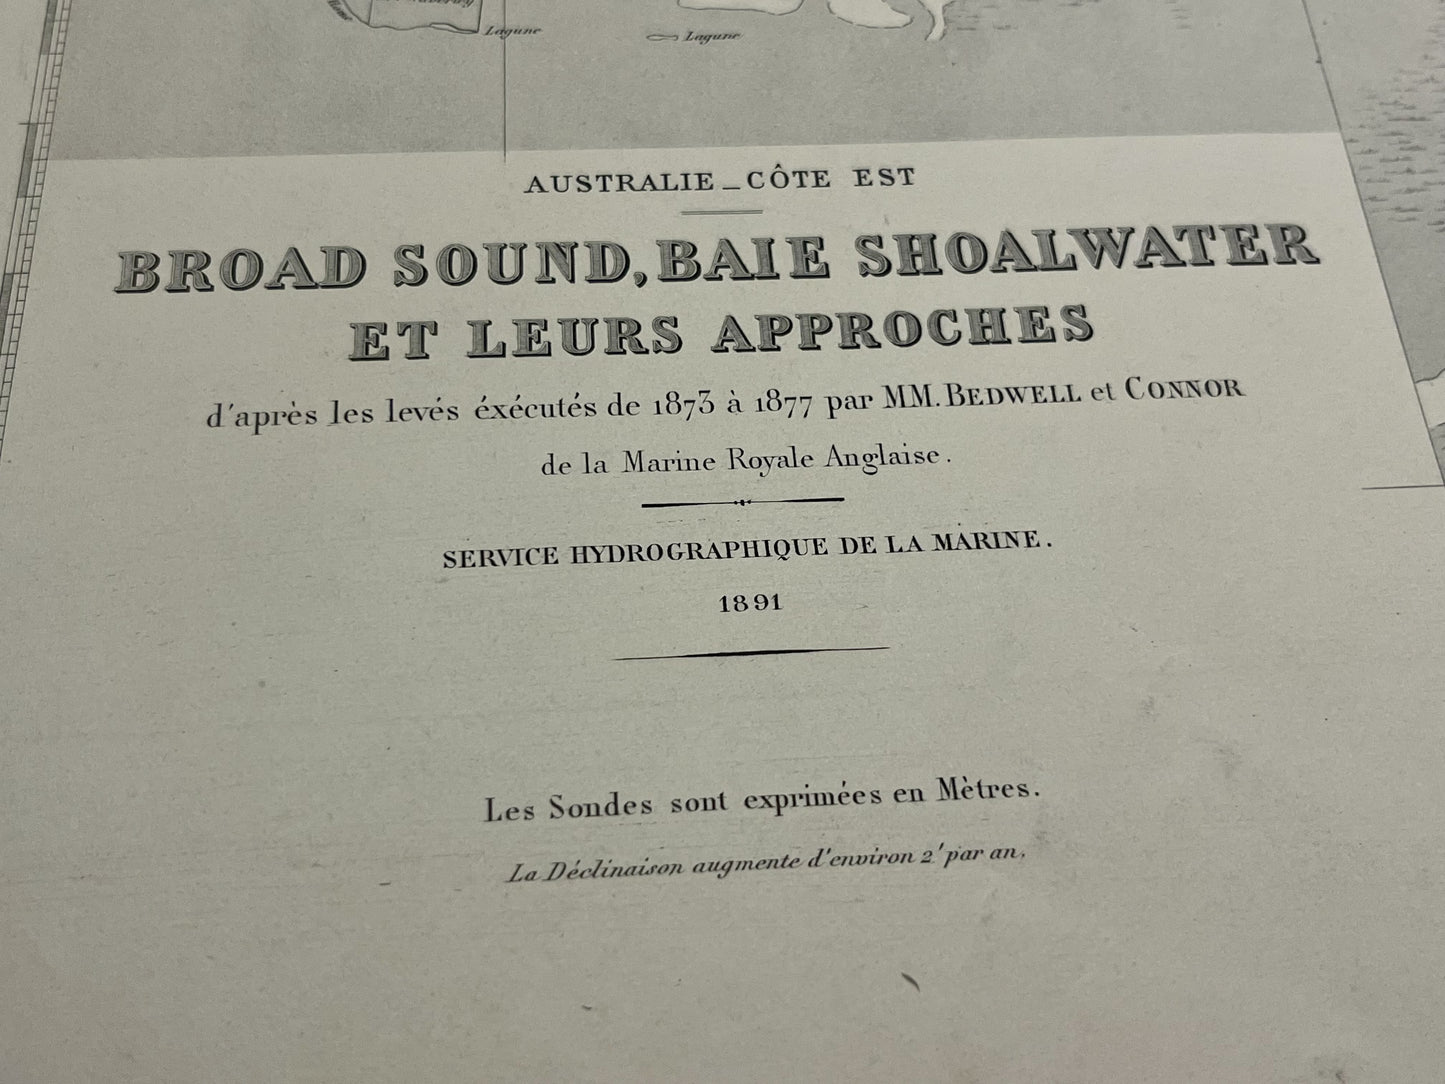 Lagune
Lagune
AUSTRALIE _ CÔTE EST
BROAD SOUND, BAIE SHOALWATER
ET LEURS APPROCHES
d'après les levés éxécutés de 1873 à 1877 par MM. BEDWELL et CONNOR
de la Marine Royale Anglaise.
SERVICE HYDROGRAPHIQUE DE LA MARINE.
1891
Les Sondes sont exprimées en Mètres.
La Déclinaison augmente d'environ 2' par an.